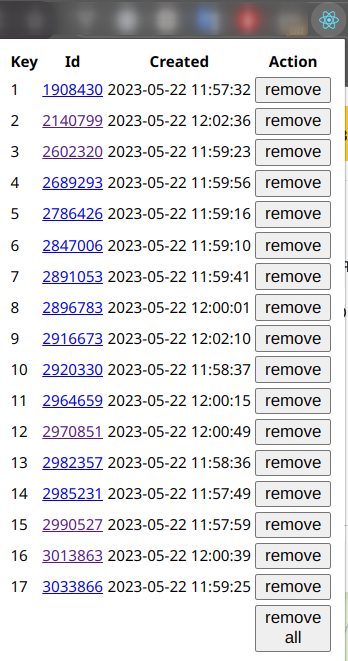 Key Id Created Action
1 1908430 2023-05-22 11:57:32 remove
2 2140799 2023-05-22 12:02:36 remove
3 2602320 2023-05-22 11:59:23 remove
4 2689293 2023-05-22 11:59:56 remove
5 2786426 2023-05-22 11:59:16 remove
6 2847006 2023-05-22 11:59:10 remove
7 2891053 2023-05-22 11:59:41 remove
8 2896783 2023-05-22 12:00:01 remove
9 2916673 2023-05-22 12:02:10 remove
10 2920330 2023-05-22 11:58:37 remove
11 2964659 2023-05-22 12:00:15 remove
12 2970851 2023-05-22 12:00:49 remove
13 2982357 2023-05-22 11:58:36 remove
14 2985231 2023-05-22 11:57:49 remove
15 2990527 2023-05-22 11:57:59 remove
16 3013863 2023-05-22 12:00:39 remove
17 3033866 2023-05-22 11:59:25 remove
remove
all